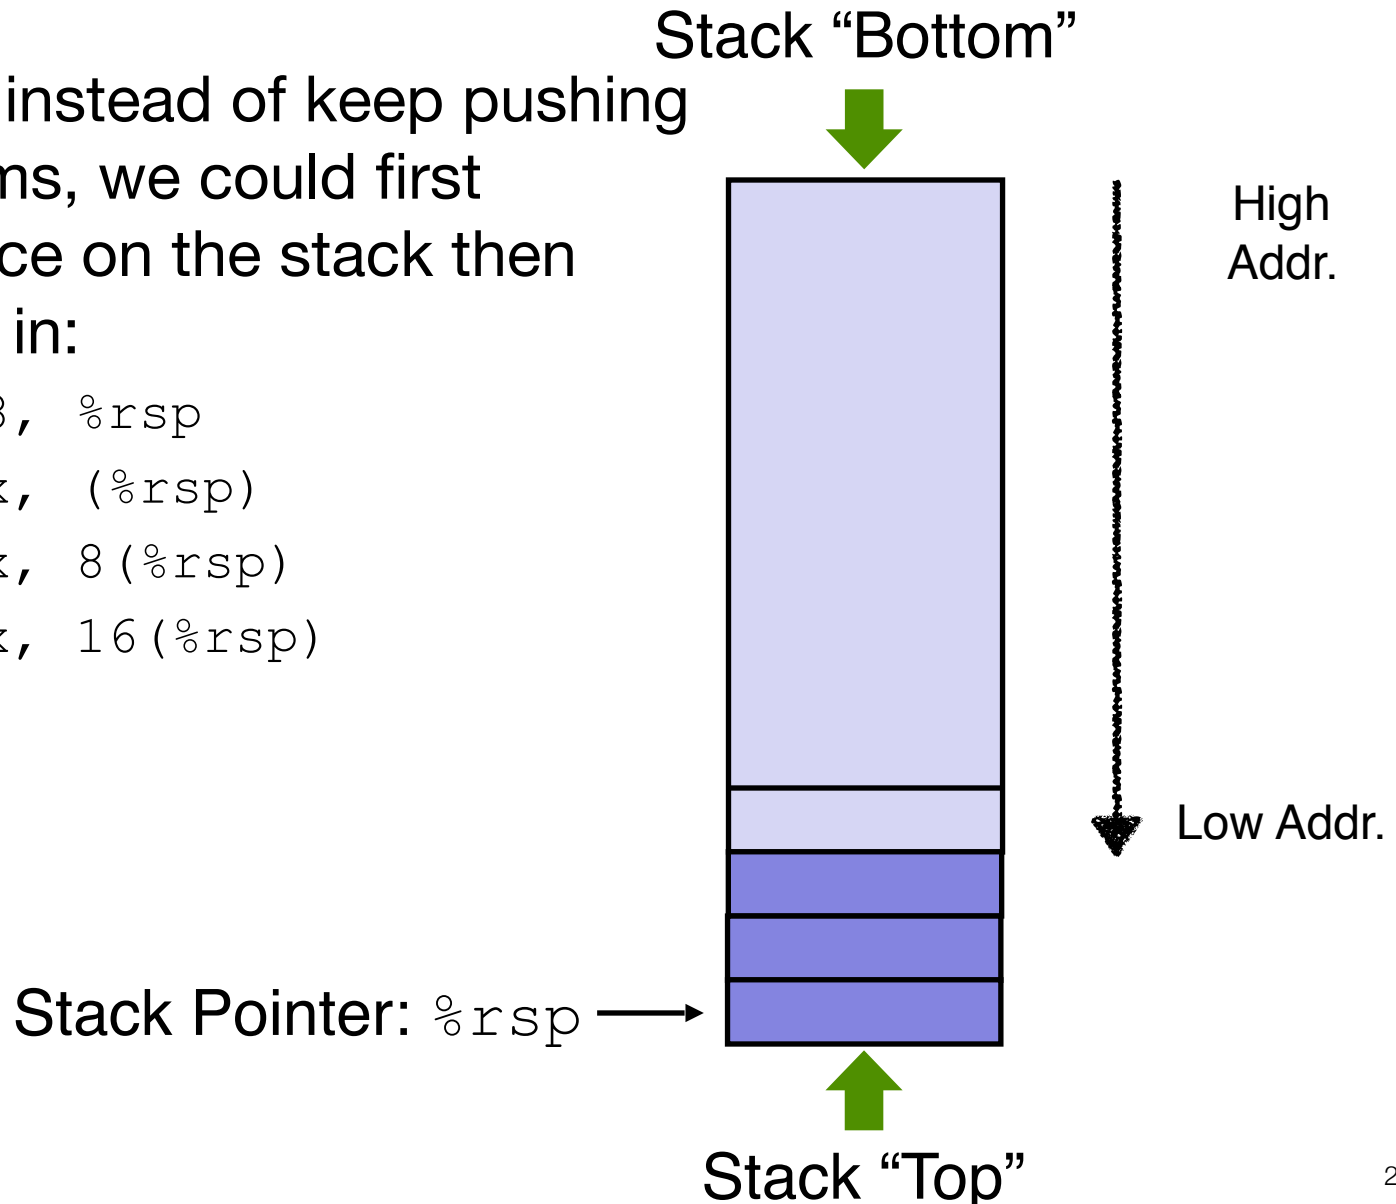 Stack “Bottom”
instead of keep pushing
ms, we could first
ce on the stack then
in:
, %rsp
, (%rsp)
, 8(%rsp)
, 16(%rsp)
High
Addr.
Low Addr.
Stack Pointer: %rsp
Stack “Top”
2